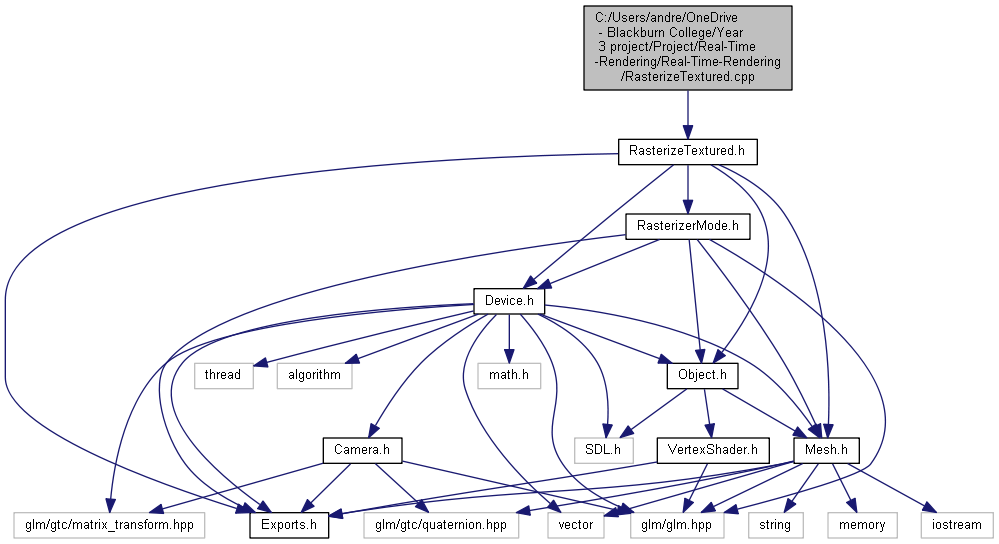 C:/Users/andre/OneDrive
- Blackburn College/Year
3 project/Project/Real-Time
-Rendering/Real-Time-Rendering
/RasterizeTextured.cpp
RasterizeTextured.h
RasterizerMode.h
Device.h
thread
algorithm
math.h
Object.h
Camera.h
SDL.h
VertexShader.h
Mesh.h
glm/gtc/matrix_transform.hpp
Exports.h
glm/gtc/quaternion.hpp
vector
glm/glm.hpp
string
memory
iostream